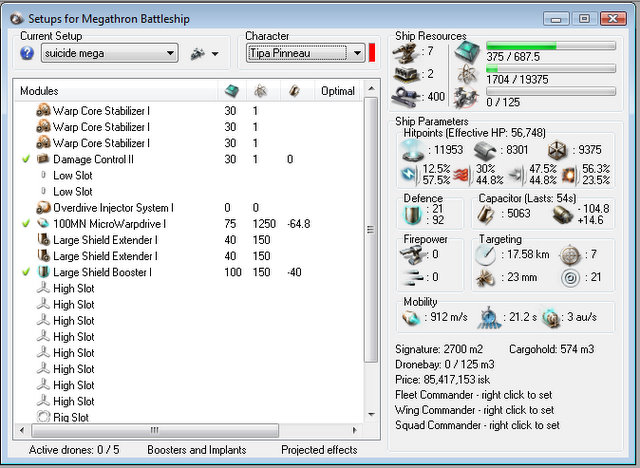 Setups for Megathron Battleship
Current Setup
suicide mega
Character
Tipa Pinneau
Modules Optimal
Warp Core Stabilizer I 30 1
Warp Core Stabilizer I 30 1
Warp Core Stabilizer I 30 1
Damage Control II 30 1 0
Low Slot
Low Slot
Overdrive Injector System I 0 0
100MN MicroWarpdrive I 75 1250 -64.8
Large Shield Extender I 40 150
Large Shield Extender I 40 150
Large Shield Booster I 100 150 -40
High Slot
High Slot
High Slot
High Slot
High Slot
High Slot
High Slot
Rig Slot
Active drones: 0 / 5 Boosters and Implants Projected effects
Ship Resources
: 7
375 / 687.5
: 2
1704 / 19375
: 400
0 / 125
Ship Parameters
Hitpoints (Effective HP: 56,748)
: 11953 : 8301 : 9375
12.5% 30% 47.5% 56.3%
57.5% 44.8% 44.8% 23.5%
Defence
: 21
: 92
Capacitor (Lasts: 54s)
: 5063
- 104.8
+14.6
Firepower
: 0
: 0
Targeting
: 17.58 km : 7
: 23 mm : 21
Mobility
: 912 m/s : 21.2 s : 3 au/s
Signature: 2700 m2 Cargohold: 574 m3
Dronebay: 0 / 125 m3
Price: 85,417,153 isk
Fleet Commander - right click to set
Wing Commander - right click to set
Squad Commander - right click to set